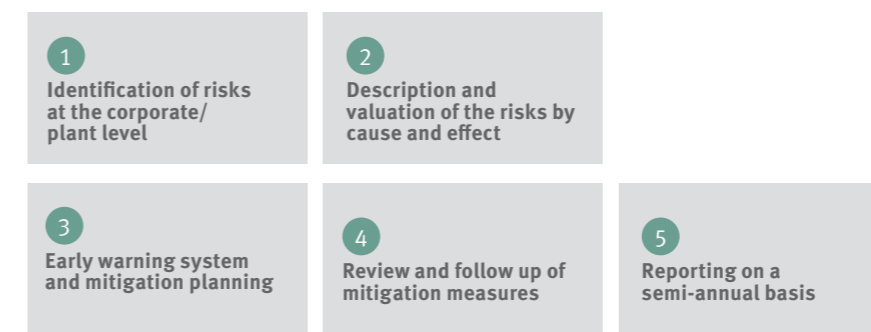 1
Identification of risks
at the corporate/
plant level
2
Description and
valuation of the risks by
cause and effect
3
Early warning system
and mitigation planning
4
Review and follow up of
mitigation measures
5
Reporting on a
semi-annual basis